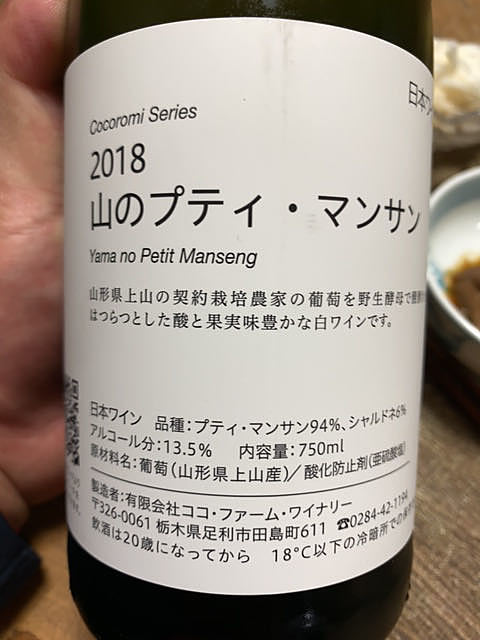 Cocoromi Series
日本ワ
2018
山のプティ・マンサン
Yama no Petit Manseng
山形県上山の契約栽培農家の葡萄を野生酵母で醗
はつらつとした酸と果実味豊かな白ワインです。
日本ワイン 品種：プティ・マンサン94%、シャルドネ6%
アルコール分：13.5% 内容量：750ml
原材料名：葡萄（山形県上山産）／酸化防止剤（亜硫酸塩）
製造者：有限会社ココ・ファーム・ワイナリー
〒326-0061 栃木県足利市田島町611 ☎0284-42-1194
飲酒は20歳になってから 18°C以下の冷暗所での